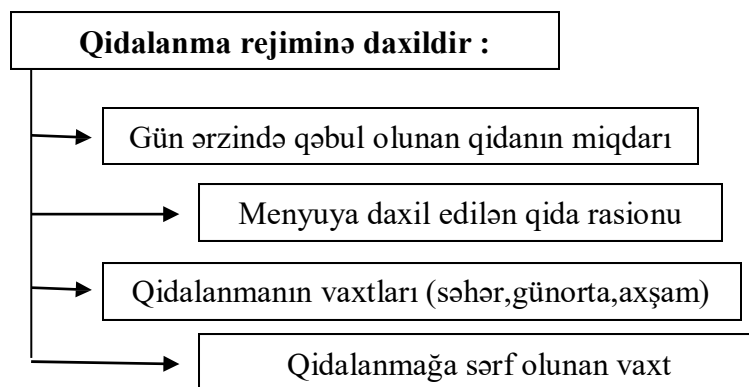 Qidalanma rejiminə daxildir :
Gün ərzində qəbul olunan qidanın miqdarı
Menyuya daxil edilən qida rasionu
Qidalanmanın vaxtları (səhər,günorta,axşam)
Qidalanmağa sərf olunan vaxt